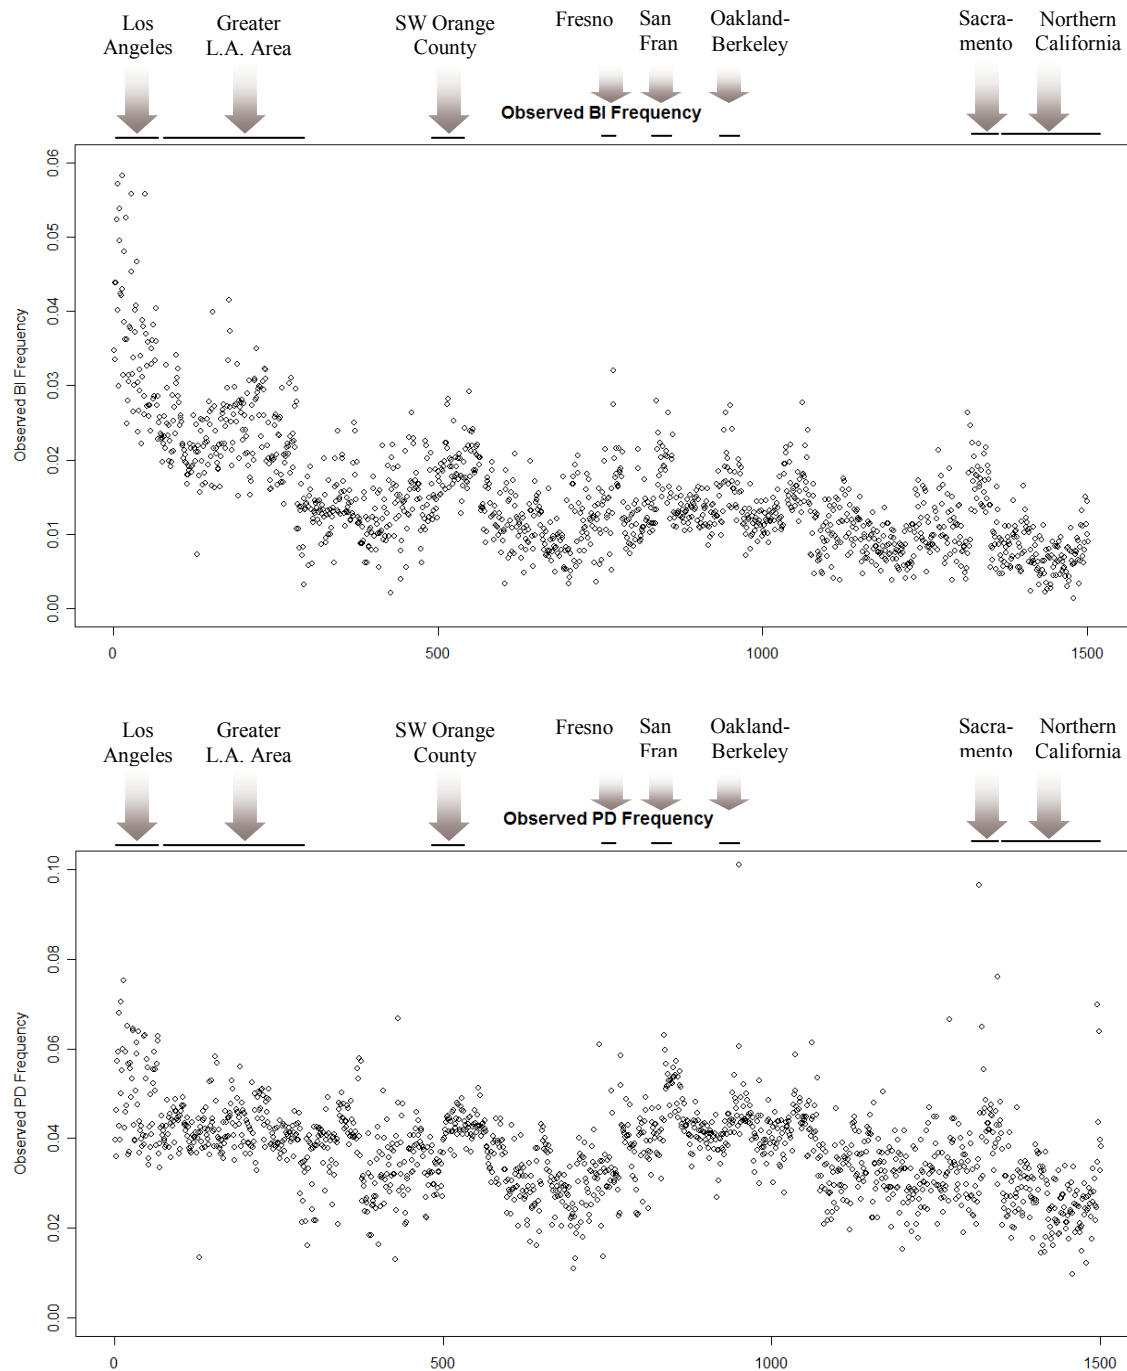 Los
Angeles
Greater
L.A. Area
SW Orange
County
Fresno
San
Fran
Oakland-
Berkeley
Sacra-
mento
Northern
California
Observed BI Frequency
Observed BI Frequency
0.06
0.05
0.04
0.03
0.02
0.01
0.00
0
500
1000
1500
Los
Angeles
Greater
L.A. Area
SW Orange
County
Fresno
San
Fran
Oakland-
Berkeley
Sacra-
mento
Northern
California
Observed PD Frequency
Observed PD Frequency
0.10
0.08
0.06
0.04
0.02
0.00
0
500
1000
1500